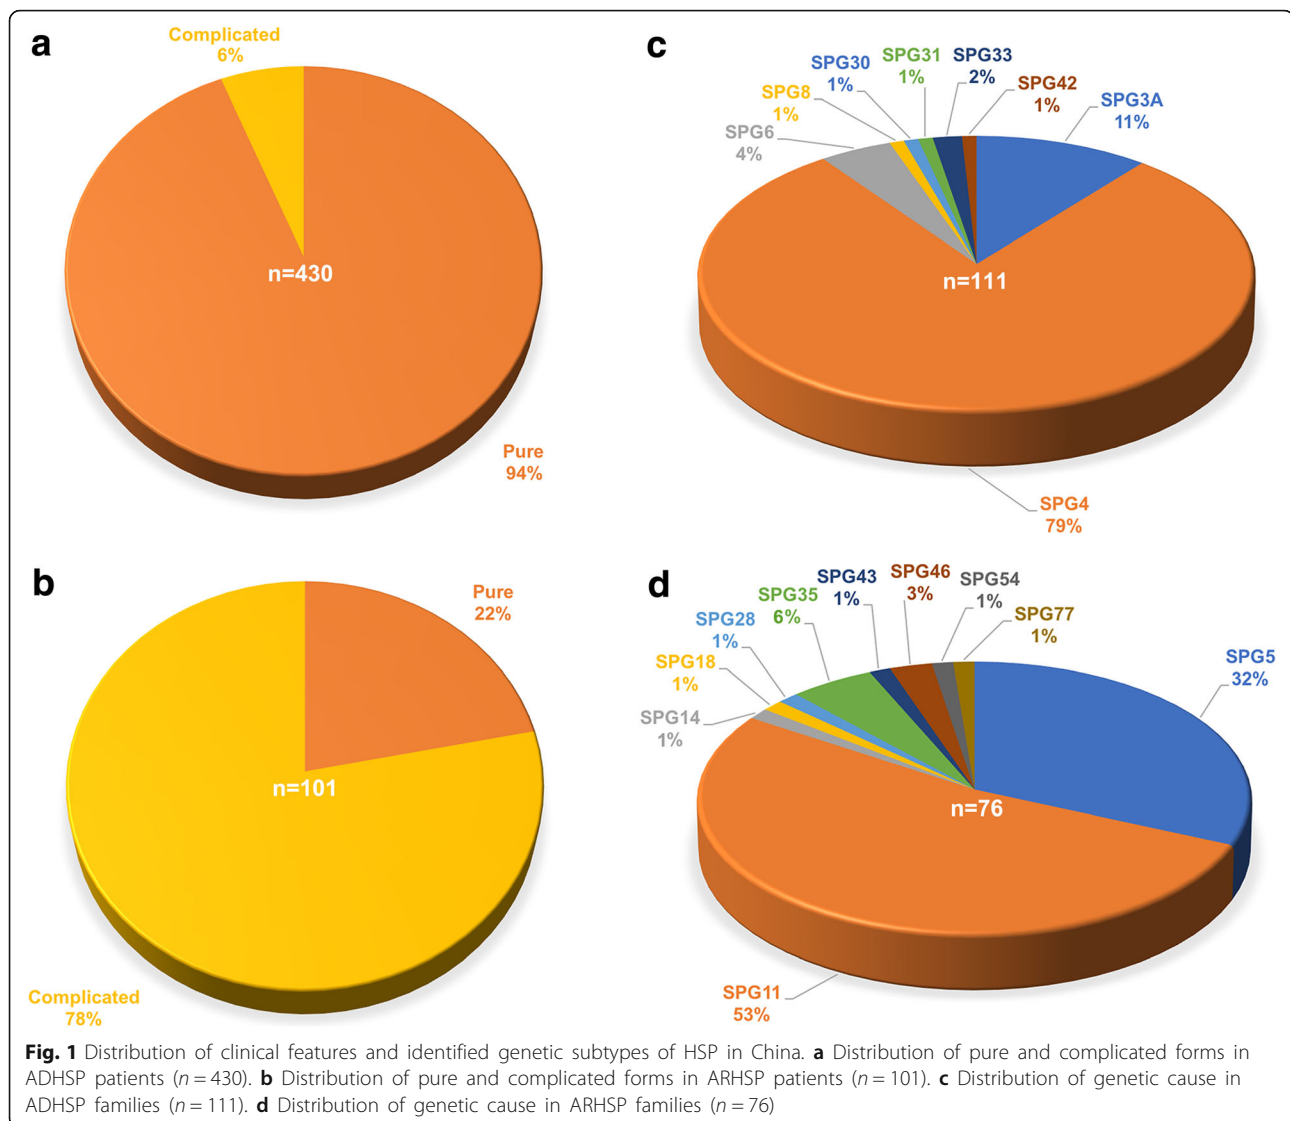 a
Complicated
6%
n=430
Pure
94%
b
Pure
22%
n=101
Complicated
78%
c
SPG6
4%
SPG8
1%
SPG30
1%
SPG31
1%
SPG33
2%
SPG42
1%
SPG3A
11%
n=111
SPG4
79%
d
SPG14
1%
SPG18
1%
SPG28
1%
SPG35
6%
SPG43
1%
SPG46
3%
SPG54
1%
SPG77
1%
SPG5
32%
n=76
SPG11
53%
Fig. 1 Distribution of clinical features and identified genetic subtypes of HSP in China. a Distribution of pure and complicated forms in
ADHSP patients (n = 430). b Distribution of pure and complicated forms in ARHSP patients (n = 101). c Distribution of genetic cause in
ADHSP families (n = 111). d Distribution of genetic cause in ARHSP families (n = 76)